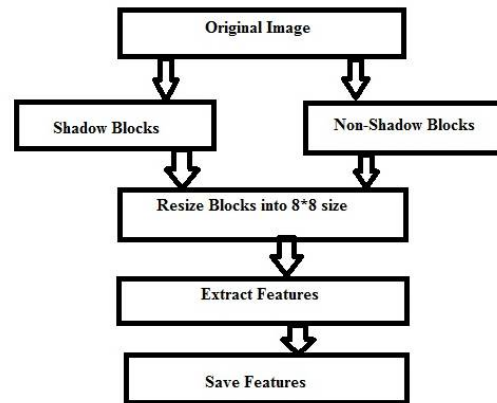 Original Image
Shadow Blocks
Non-Shadow Blocks
Resize Blocks into 8*8 size
Extract Features
Save Features